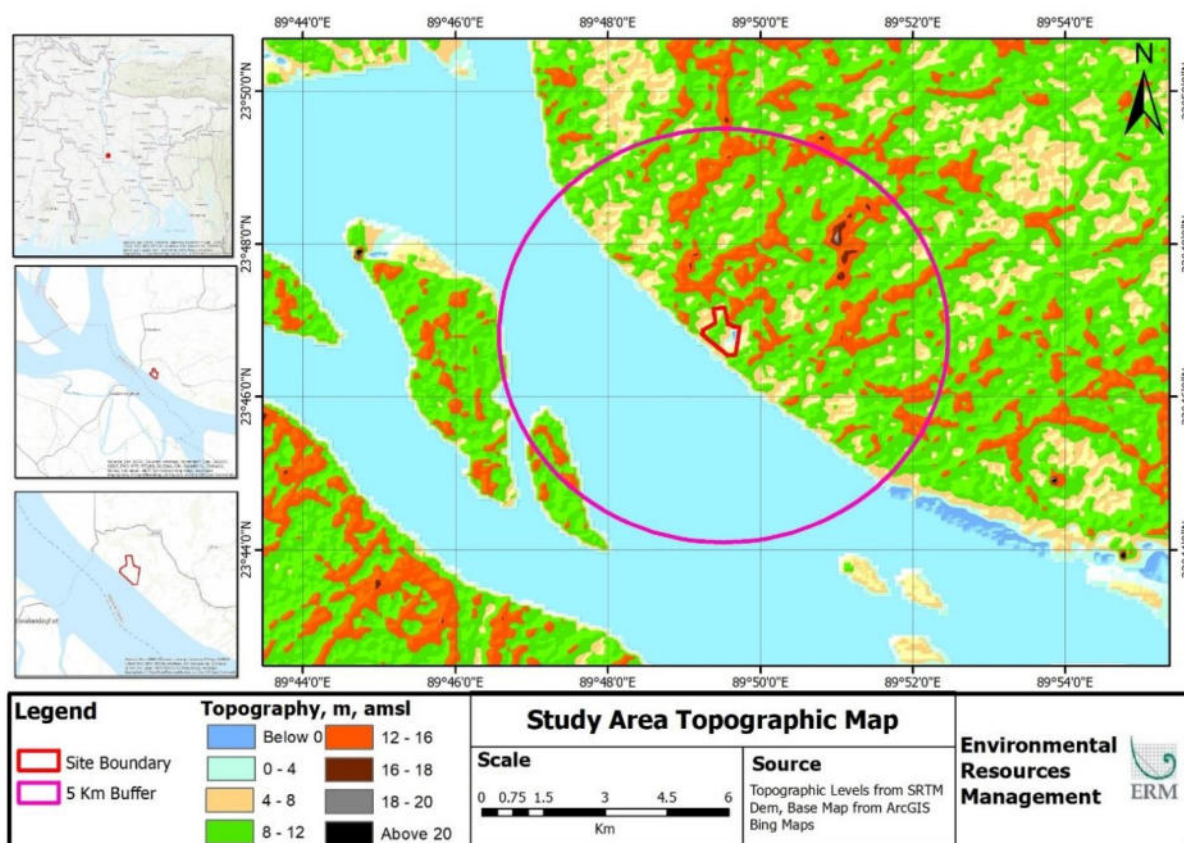 89°44'0"E 89°46'0"E 89°48'0"E 89°50'0"E 89°52'0"E 89°54'0"E
N
23°50'0"N
23°48'0"N
23°46'0"N
23°44'0"N
89°44'0"E 89°46'0"E 89°48'0"E 89°50'0"E 89°52'0"E 89°54'0"E
Legend
Site Boundary
5 Km Buffer
Topography, m, amsl
Below 0
0 - 4
4 - 8
8 - 12
12 - 16
16 - 18
18 - 20
Above 20
Study Area Topographic Map
Scale
0 0.75 1.5 3 4.5 6
Km
Source
Topographic Levels from SRTM
Dem, Base Map from ArcGIS
Bing Maps
Environmental
Resources
Management
ERM